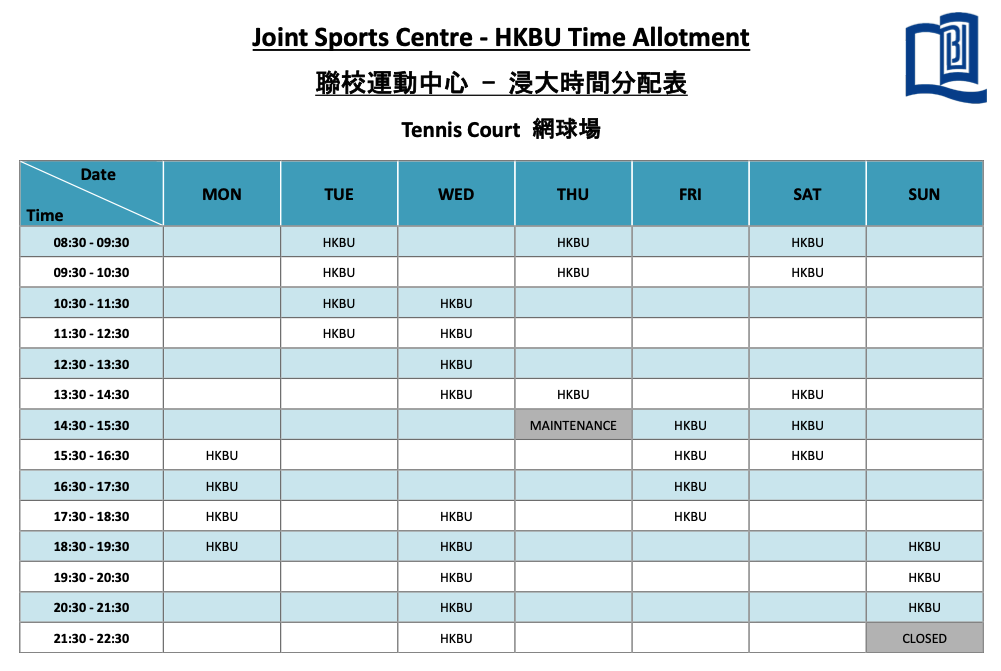 Joint Sports Centre - HKBU Time Allotment
聯校運動中心 – 浸大時間分配表
Tennis Court 網球場
Date
Time
MON TUE WED THU FRI SAT SUN
08:30 - 09:30 HKBU HKBU HKBU
09:30 - 10:30 HKBU HKBU HKBU
10:30 - 11:30 HKBU HKBU
11:30 - 12:30 HKBU HKBU
12:30 - 13:30 HKBU
13:30 - 14:30 HKBU HKBU HKBU
14:30 - 15:30 MAINTENANCE HKBU HKBU
15:30 - 16:30 HKBU HKBU HKBU
16:30 - 17:30 HKBU HKBU
17:30 - 18:30 HKBU HKBU HKBU
18:30 - 19:30 HKBU HKBU HKBU
19:30 - 20:30 HKBU HKBU
20:30 - 21:30 HKBU HKBU
21:30 - 22:30 HKBU CLOSED